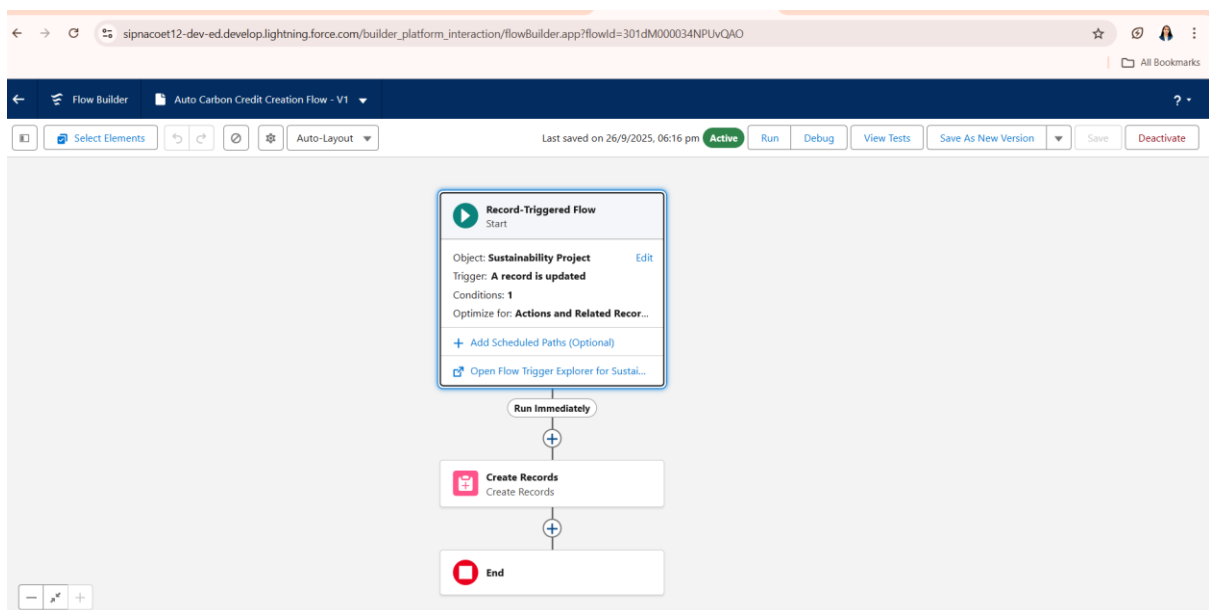 sipnacoet12-dev-ed.develop.lightning.force.com/builder_platform_interaction/flowBuilder.app?flowId=301dM000034NPUvQAO
All Bookmarks
Flow Builder Auto Carbon Credit Creation Flow - V1 ?
Select Elements Auto-Layout Last saved on 26/9/2025, 06:16 pm Active Run Debug View Tests Save As New Version Save Deactivate
Record-Triggered Flow
Start
Object: Sustainability Project Edit
Trigger: A record is updated
Conditions: 1
Optimize for: Actions and Related Recor...
+ Add Scheduled Paths (Optional)
Open Flow Trigger Explorer for Sustai...
Run Immediately
Create Records
Create Records
End